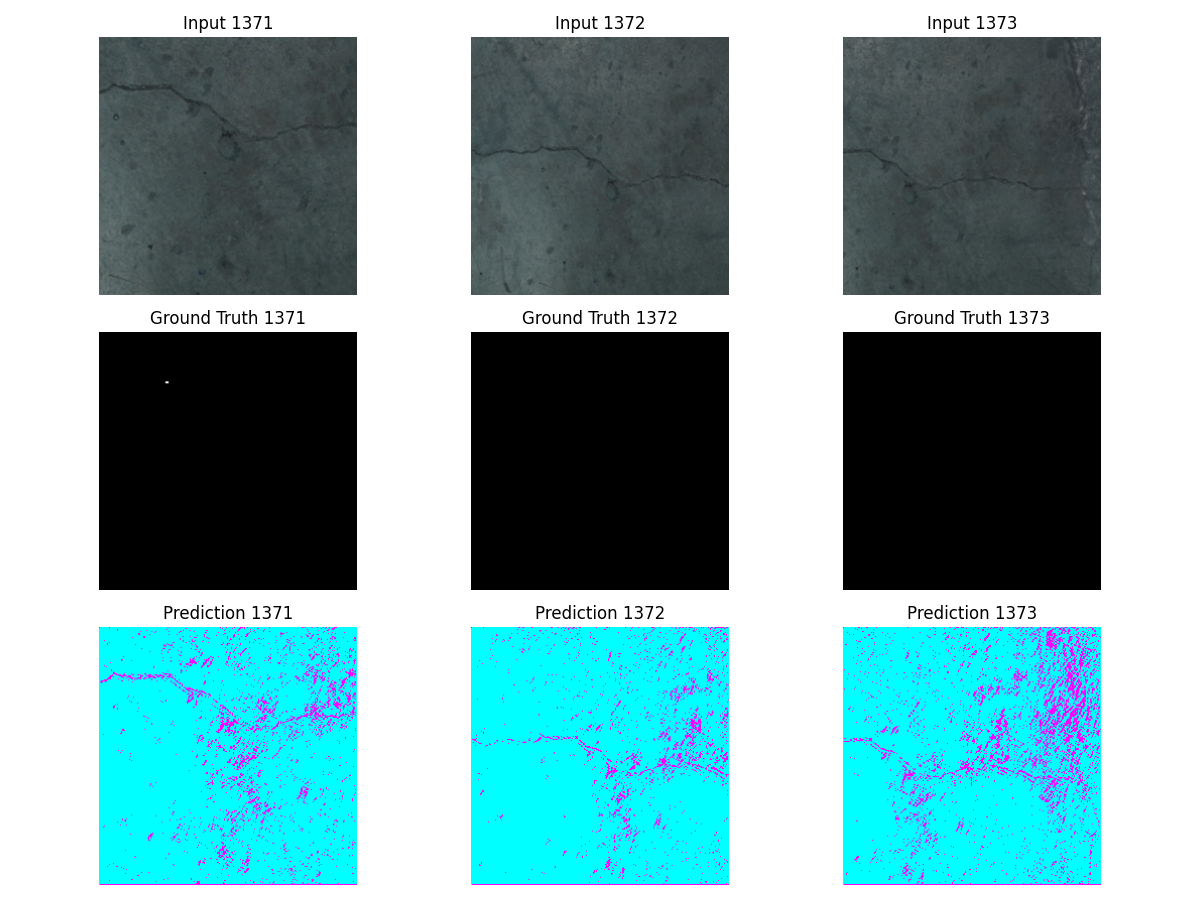 Input 1371
Input 1372
Input 1373
Ground Truth 1371
Ground Truth 1372
Ground Truth 1373
Prediction 1371
Prediction 1372
Prediction 1373